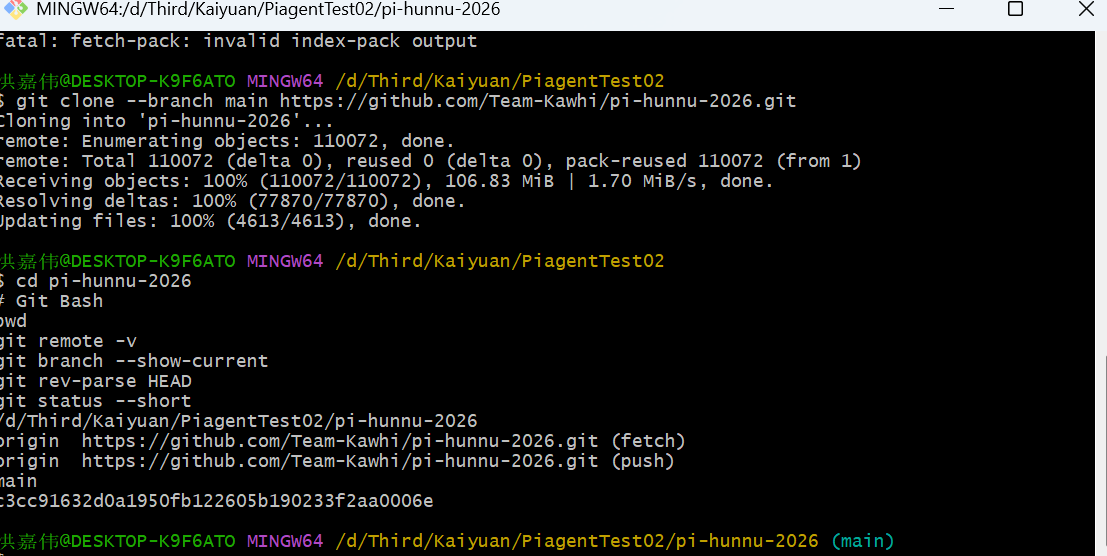 MINGW64:/d/Third/Kaiyuan/PiagentTest02/pi-hunnu-2026
fatal: fetch-pack: invalid index-pack output
洪嘉伟@DESKTOP-K9F6ATO MINGW64 /d/Third/Kaiyuan/PiagentTest02
$ git clone --branch main https://github.com/Team-Kawhi/pi-hunnu-2026.git
Cloning into 'pi-hunnu-2026'...
remote: Enumerating objects: 110072, done.
remote: Total 110072 (delta 0), reused 0 (delta 0), pack-reused 110072 (from 1)
Receiving objects: 100% (110072/110072), 106.83 MiB | 1.70 MiB/s, done.
Resolving deltas: 100% (77870/77870), done.
Updating files: 100% (4613/4613), done.
洪嘉伟@DESKTOP-K9F6ATO MINGW64 /d/Third/Kaiyuan/PiagentTest02
$ cd pi-hunnu-2026
# Git Bash
pwd
git remote -v
git branch --show-current
git rev-parse HEAD
git status --short
/d/Third/Kaiyuan/PiagentTest02/pi-hunnu-2026
origin  https://github.com/Team-Kawhi/pi-hunnu-2026.git (fetch)
origin  https://github.com/Team-Kawhi/pi-hunnu-2026.git (push)
main
c3cc91632d0a1950fb122605b190233f2aa0006e
洪嘉伟@DESKTOP-K9F6ATO MINGW64 /d/Third/Kaiyuan/PiagentTest02/pi-hunnu-2026 (main)